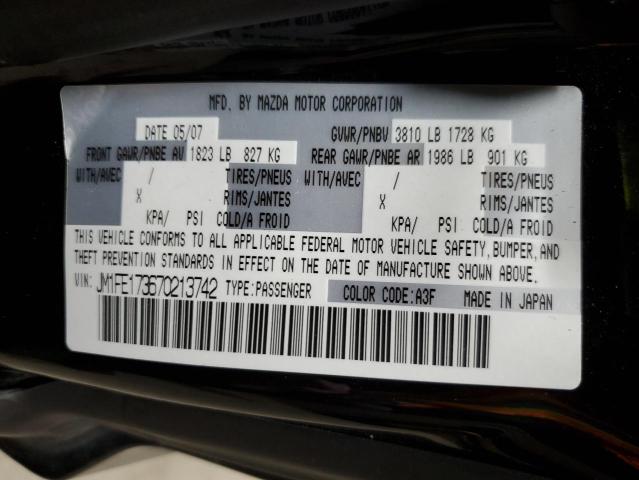 MFD. BY MAZDA MOTOR CORPORATION
DATE 05/07 GVWR/PNBV 3810 LB 1728 KG
FRONT GAWR/PNBE AV 1823 LB 827 KG REAR GAWR/PNBE AR 1986 LB 901 KG
WITH/AVEC / TIRES/PNEUS WITH/AVEC / TIRES/PNEUS
X RIMS/JANTES X RIMS/JANTES
KPA/ PSI COLD/A FROID KPA/ PSI COLD/A FROID
THIS VEHICLE CONFORMS TO ALL APPLICABLE FEDERAL MOTOR VEHICLE SAFETY, BUMPER, AND
THEFT PREVENTION STANDARDS IN EFFECT ON THE DATE OF MANUFACTURE SHOWN ABOVE.
VIN: JM1FE173670213742 TYPE:PASSENGER COLOR CODE:A3F MADE IN JAPAN